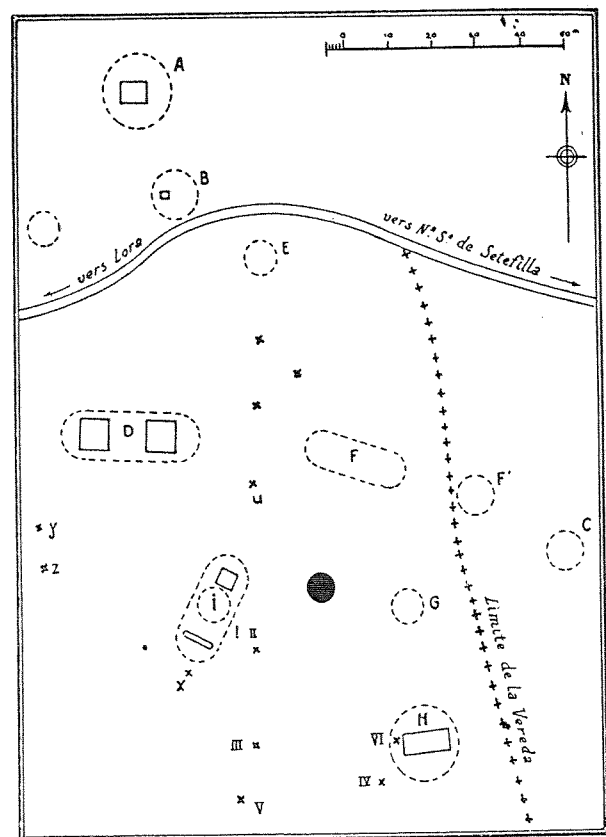 0 10 20 30 40 50 m
N
A
B
vers Lora
vers Nª Sª de Setefilla
E
D
F
F'
C
u
y
z
i
I
II
G
X
Limite de la Vereda
H
III
VI
IV
V